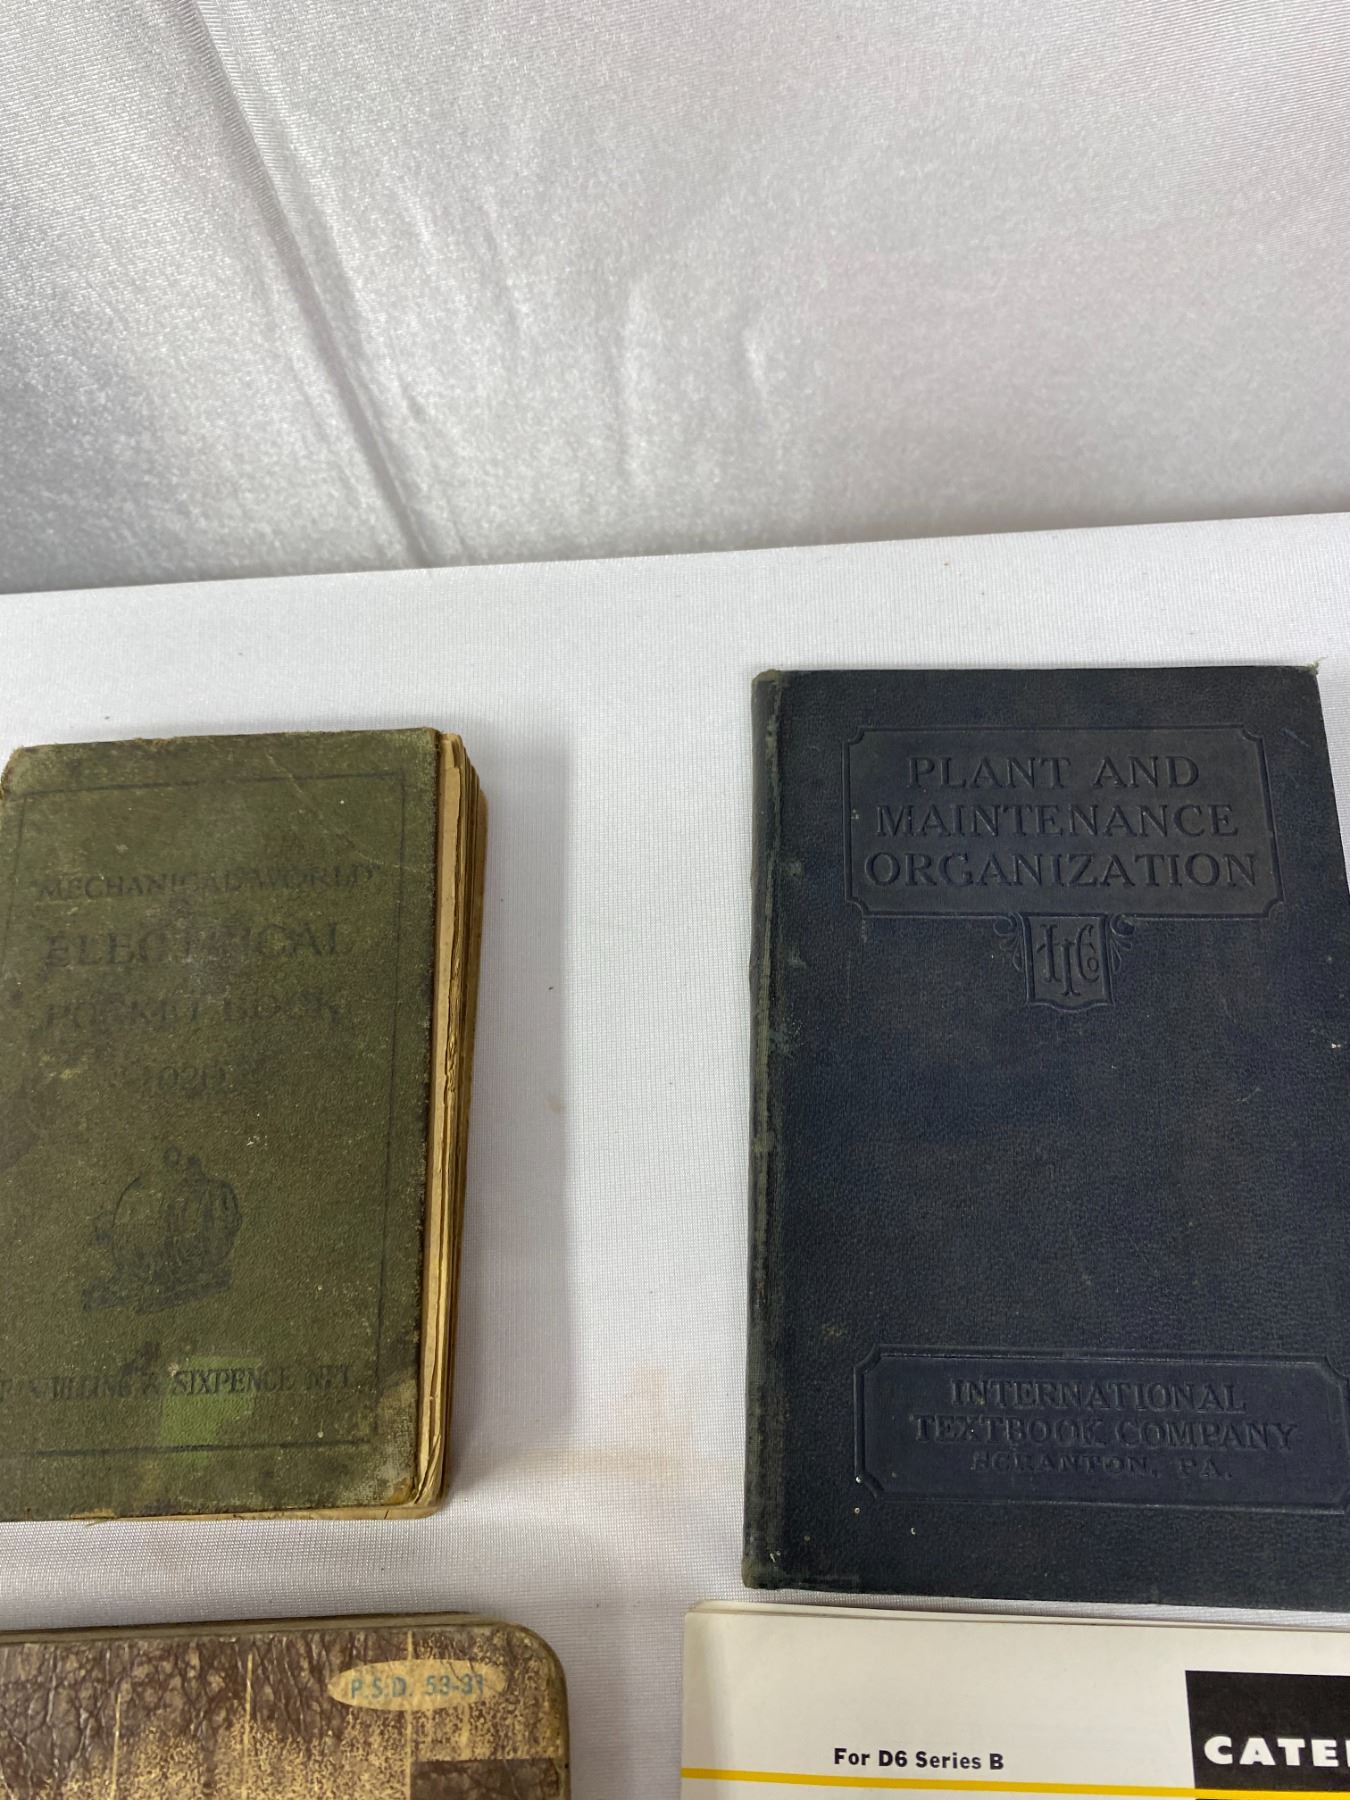 MECHANICAL WORLD
ELECTRICAL
POCKET BOOK
SIXPENCE NET
PLANT AND
MAINTENANCE
ORGANIZATION
ITCo
INTERNATIONAL
TEXTBOOK COMPANY
SCRANTON, PA.
P.S.D. 53-31
For D6 Series B
CATE